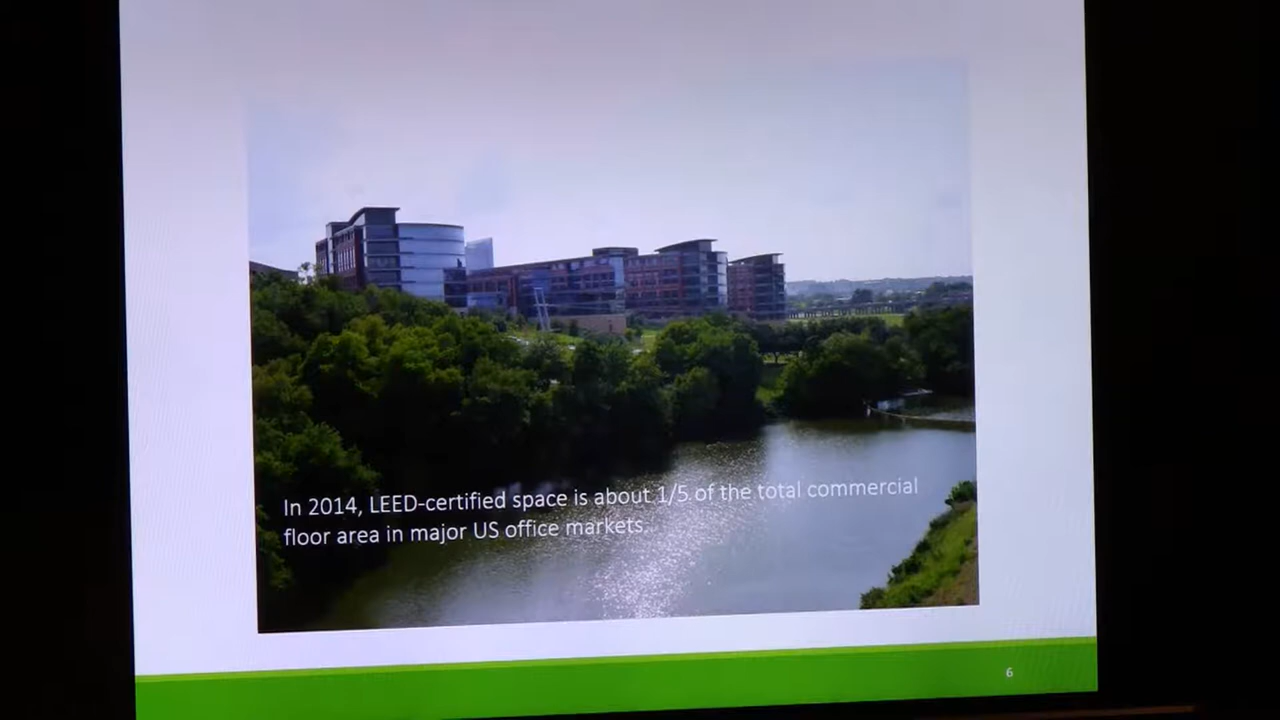 In 2014, LEED-certified space is about 1/5 of the total commercial
floor area in major US office markets.
6